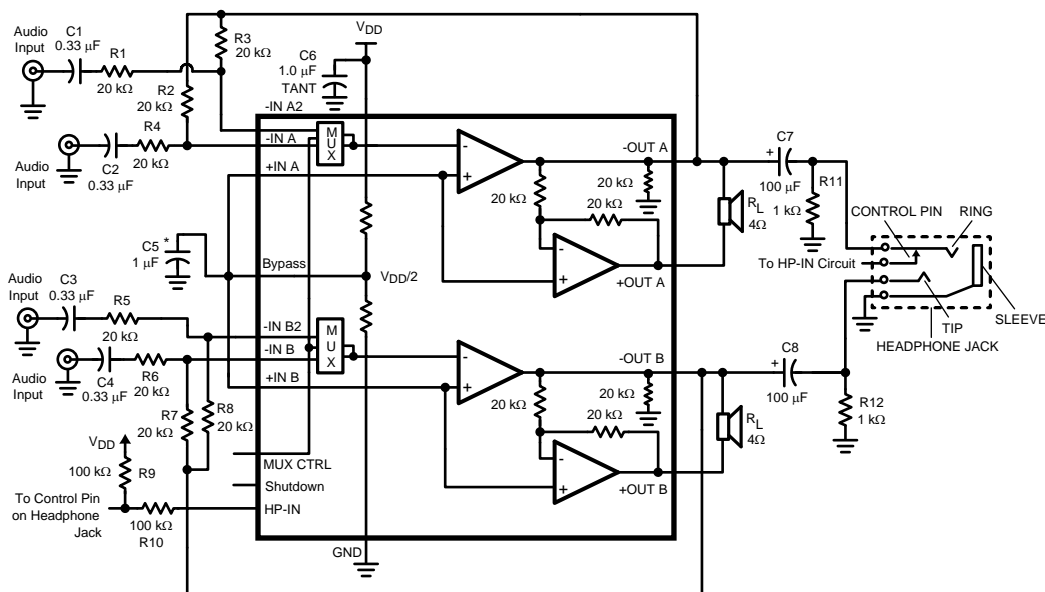 Audio
Input
C1
0.33 µF
R1
20 kΩ
R3
20 kΩ
R2
20 kΩ
VDD
C6
1.0 µF
TANT
Audio
Input
C2
0.33 µF
R4
20 kΩ
-IN A2
-IN A
+IN A
MUX
-
+
20 kΩ
20 kΩ
20 kΩ
-
+
-OUT A
+OUT A
RL
4Ω
+
C7
100 µF
R11
1 kΩ
CONTROL PIN
RING
To HP-IN Circuit
TIP
SLEEVE
HEADPHONE JACK
C5
*
1 µF
Bypass
VDD/2
Audio
Input
C3
0.33 µF
R5
20 kΩ
Audio
Input
C4
0.33 µF
R6
20 kΩ
R7
20 kΩ
R8
20 kΩ
-IN B2
-IN B
+IN B
MUX
-
+
20 kΩ
20 kΩ
20 kΩ
-
+
-OUT B
+OUT B
RL
4Ω
+
C8
100 µF
R12
1 kΩ
VDD
100 kΩ
R9
To Control Pin
on Headphone
Jack
100 kΩ
R10
MUX CTRL
Shutdown
HP-IN
GND